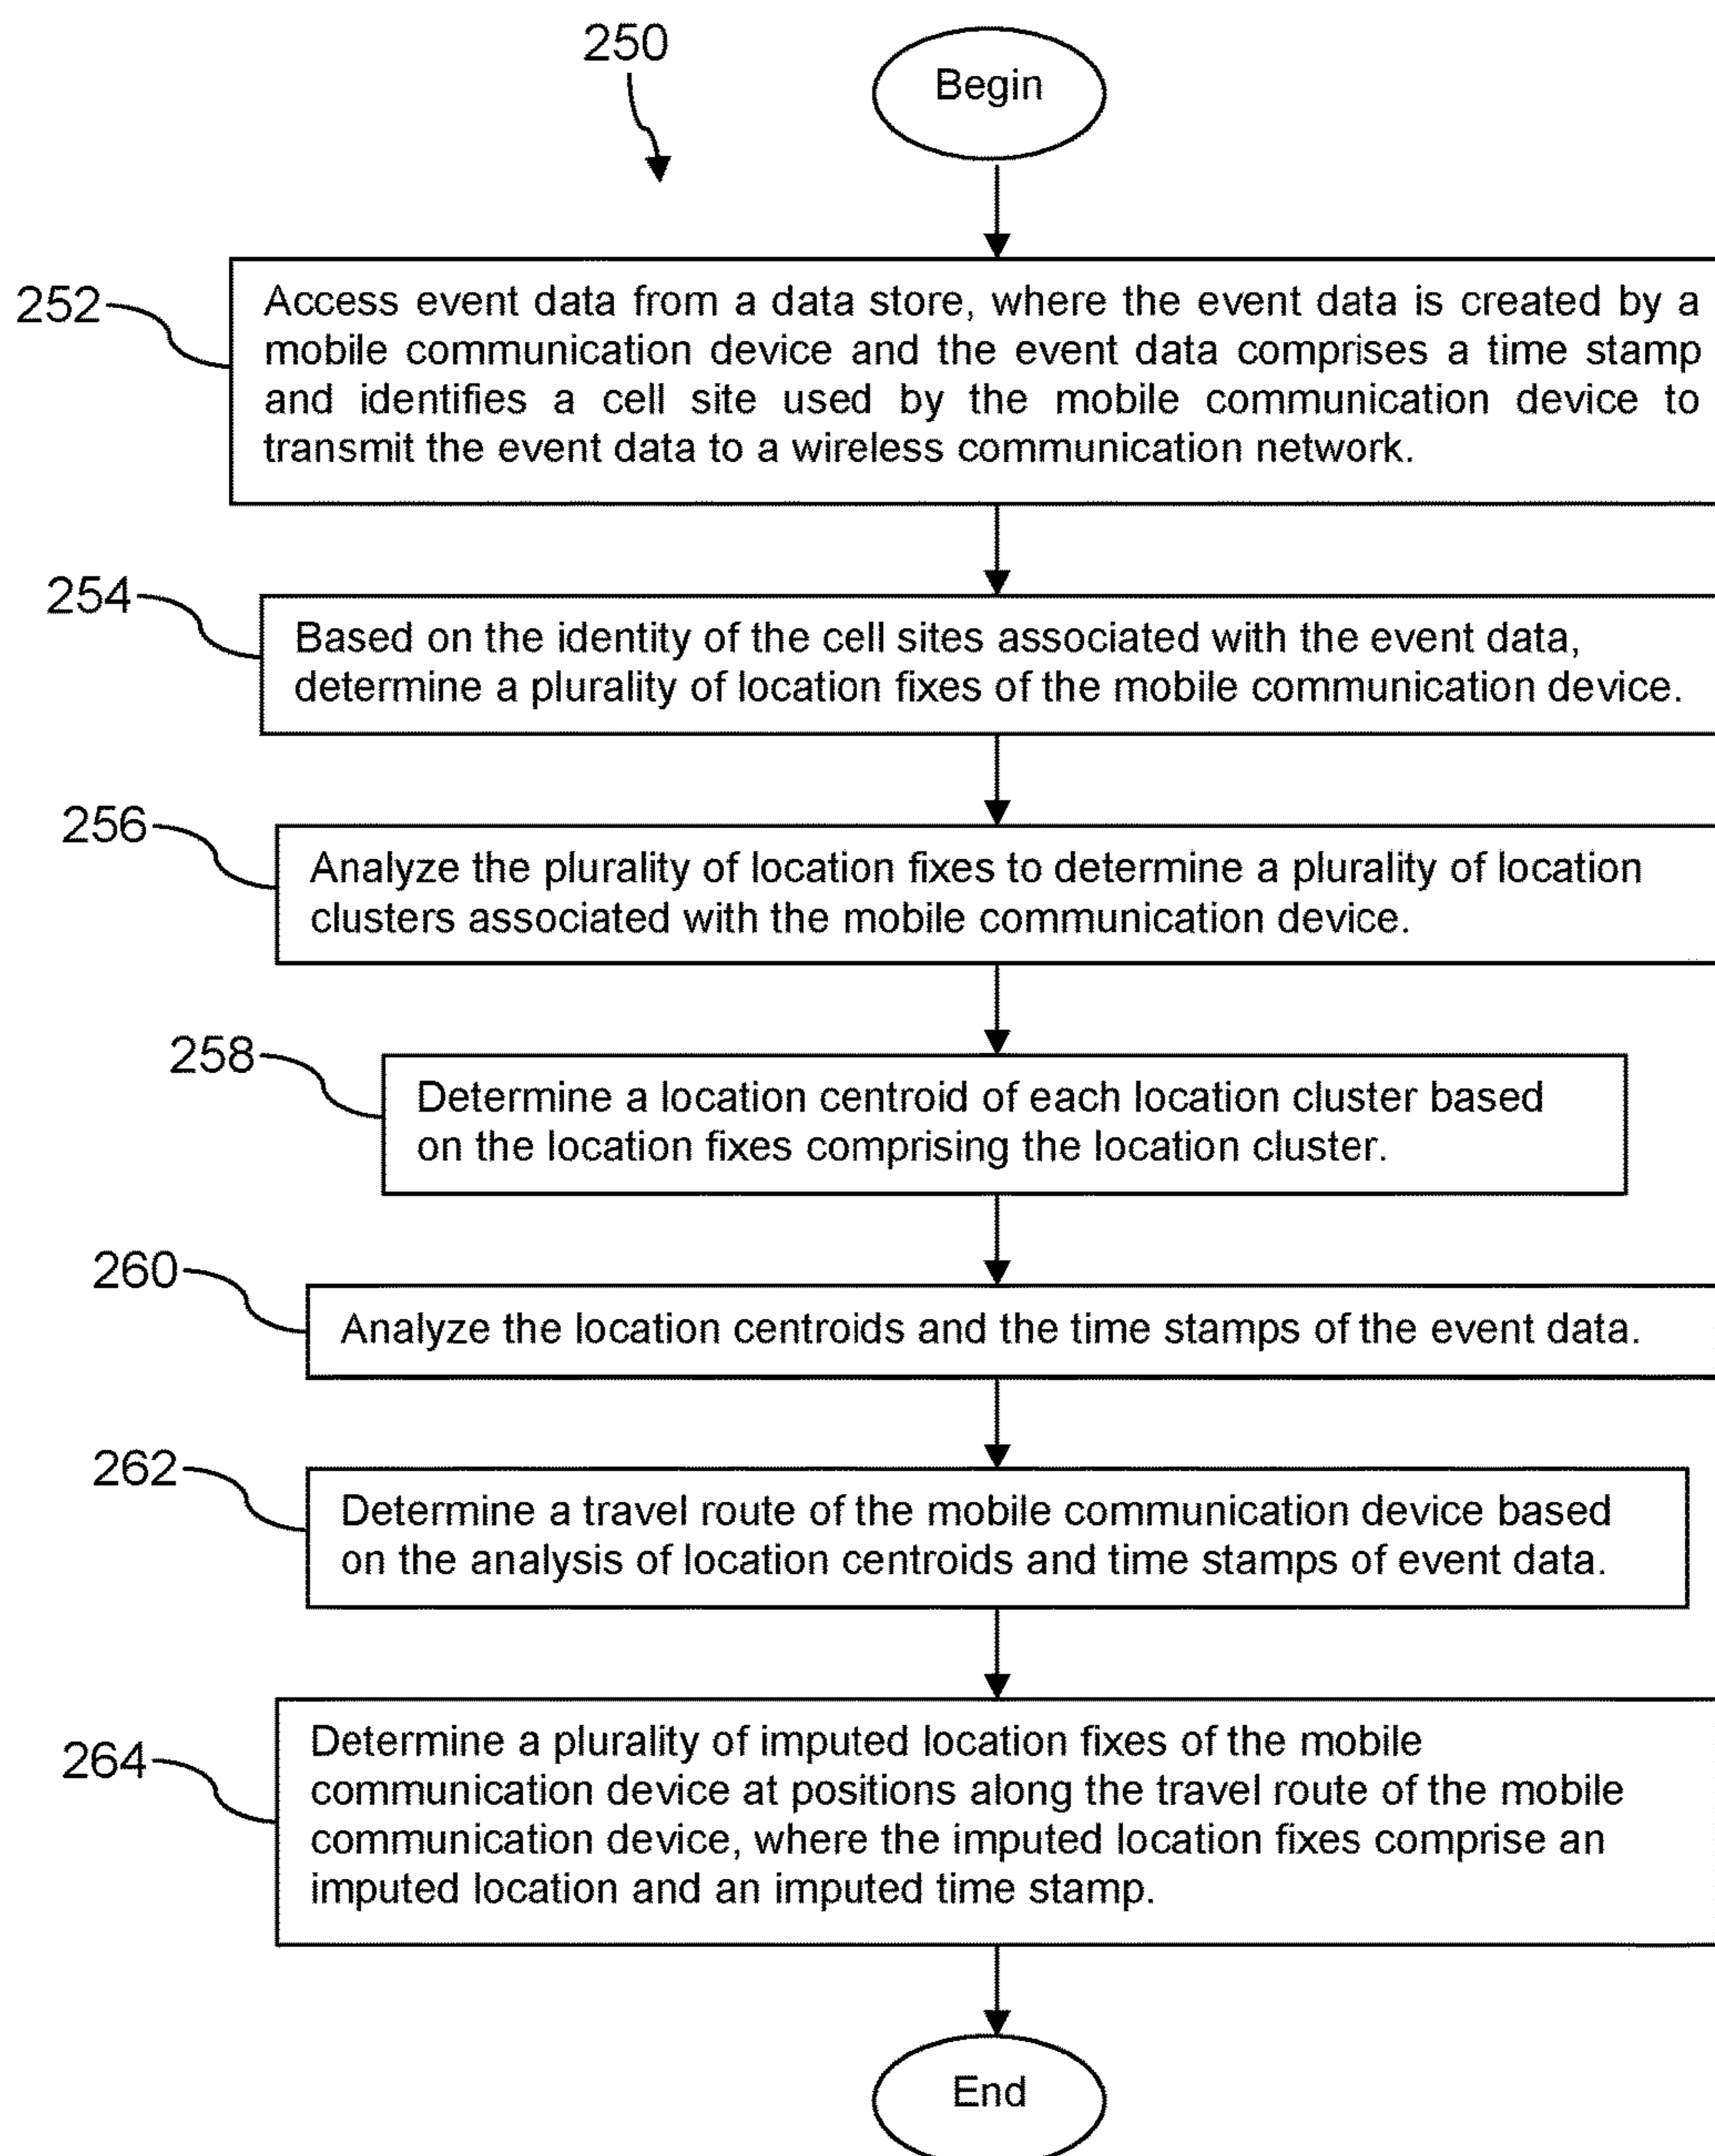 250
Begin
252
Access event data from a data store, where the event data is created by a
mobile communication device and the event data comprises a time stamp
and identifies a cell site used by the mobile communication device to
transmit the event data to a wireless communication network.
254
Based on the identity of the cell sites associated with the event data,
determine a plurality of location fixes of the mobile communication device.
256
Analyze the plurality of location fixes to determine a plurality of location
clusters associated with the mobile communication device.
258
Determine a location centroid of each location cluster based
on the location fixes comprising the location cluster.
260
Analyze the location centroids and the time stamps of the event data.
262
Determine a travel route of the mobile communication device based
on the analysis of location centroids and time stamps of event data.
264
Determine a plurality of imputed location fixes of the mobile
communication device at positions along the travel route of the mobile
communication device, where the imputed location fixes comprise an
imputed location and an imputed time stamp.
End